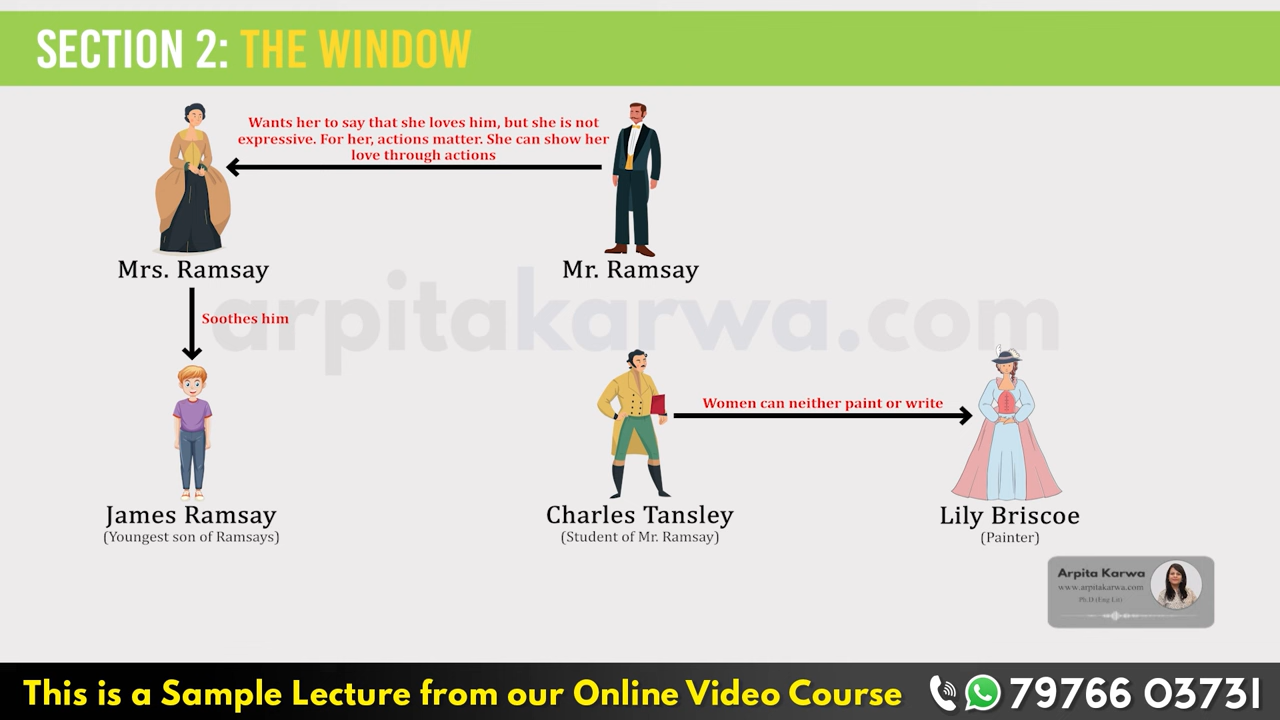 SECTION 2: THE WINDOW
Wants her to say that she loves him, but she is not
expressive. For her, actions matter. She can show her
love through actions
Mrs. Ramsay
Mr. Ramsay
Soothes him
arpitakarwa.com
Women can neither paint or write
James Ramsay
(Youngest son of Ramsays)
Charles Tansley
(Student of Mr. Ramsay)
Lily Briscoe
(Painter)
Arpita Karwa
www.arpitakarwa.com
Ph.D (Eng Lit)
This is a Sample Lecture from our Online Video Course
79766 03731